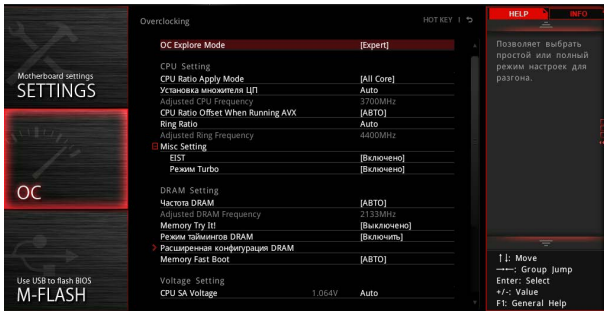 Overclocking
HOT KEY
HELP
INFO
Motherboard settings
SETTINGS
OC
Use USB to flash BIOS
M-FLASH
OC Explore Mode [Expert]
CPU Setting
CPU Ratio Apply Mode [All Core]
Установка множителя ЦП Auto
Adjusted CPU Frequency 3700MHz
CPU Ratio Offset When Running AVX [АВТО]
Ring Ratio Auto
Adjusted Ring Frequency 4400MHz
Misc Setting
EIST [Включено]
Режим Turbo [Включено]
DRAM Setting
Частота DRAM [АВТО]
Adjusted DRAM Frequency 2133MHz
Memory Try It! [Выключено]
Режим таймингов DRAM [Включить]
Расширенная конфигурация DRAM
Memory Fast Boot [АВТО]
Voltage Setting
CPU SA Voltage 1.064V Auto
Позволяет выбрать
простой или полный
режим настроек для
разгона.
↑↓: Move
→←: Group Jump
Enter: Select
+/-: Value
F1: General Help